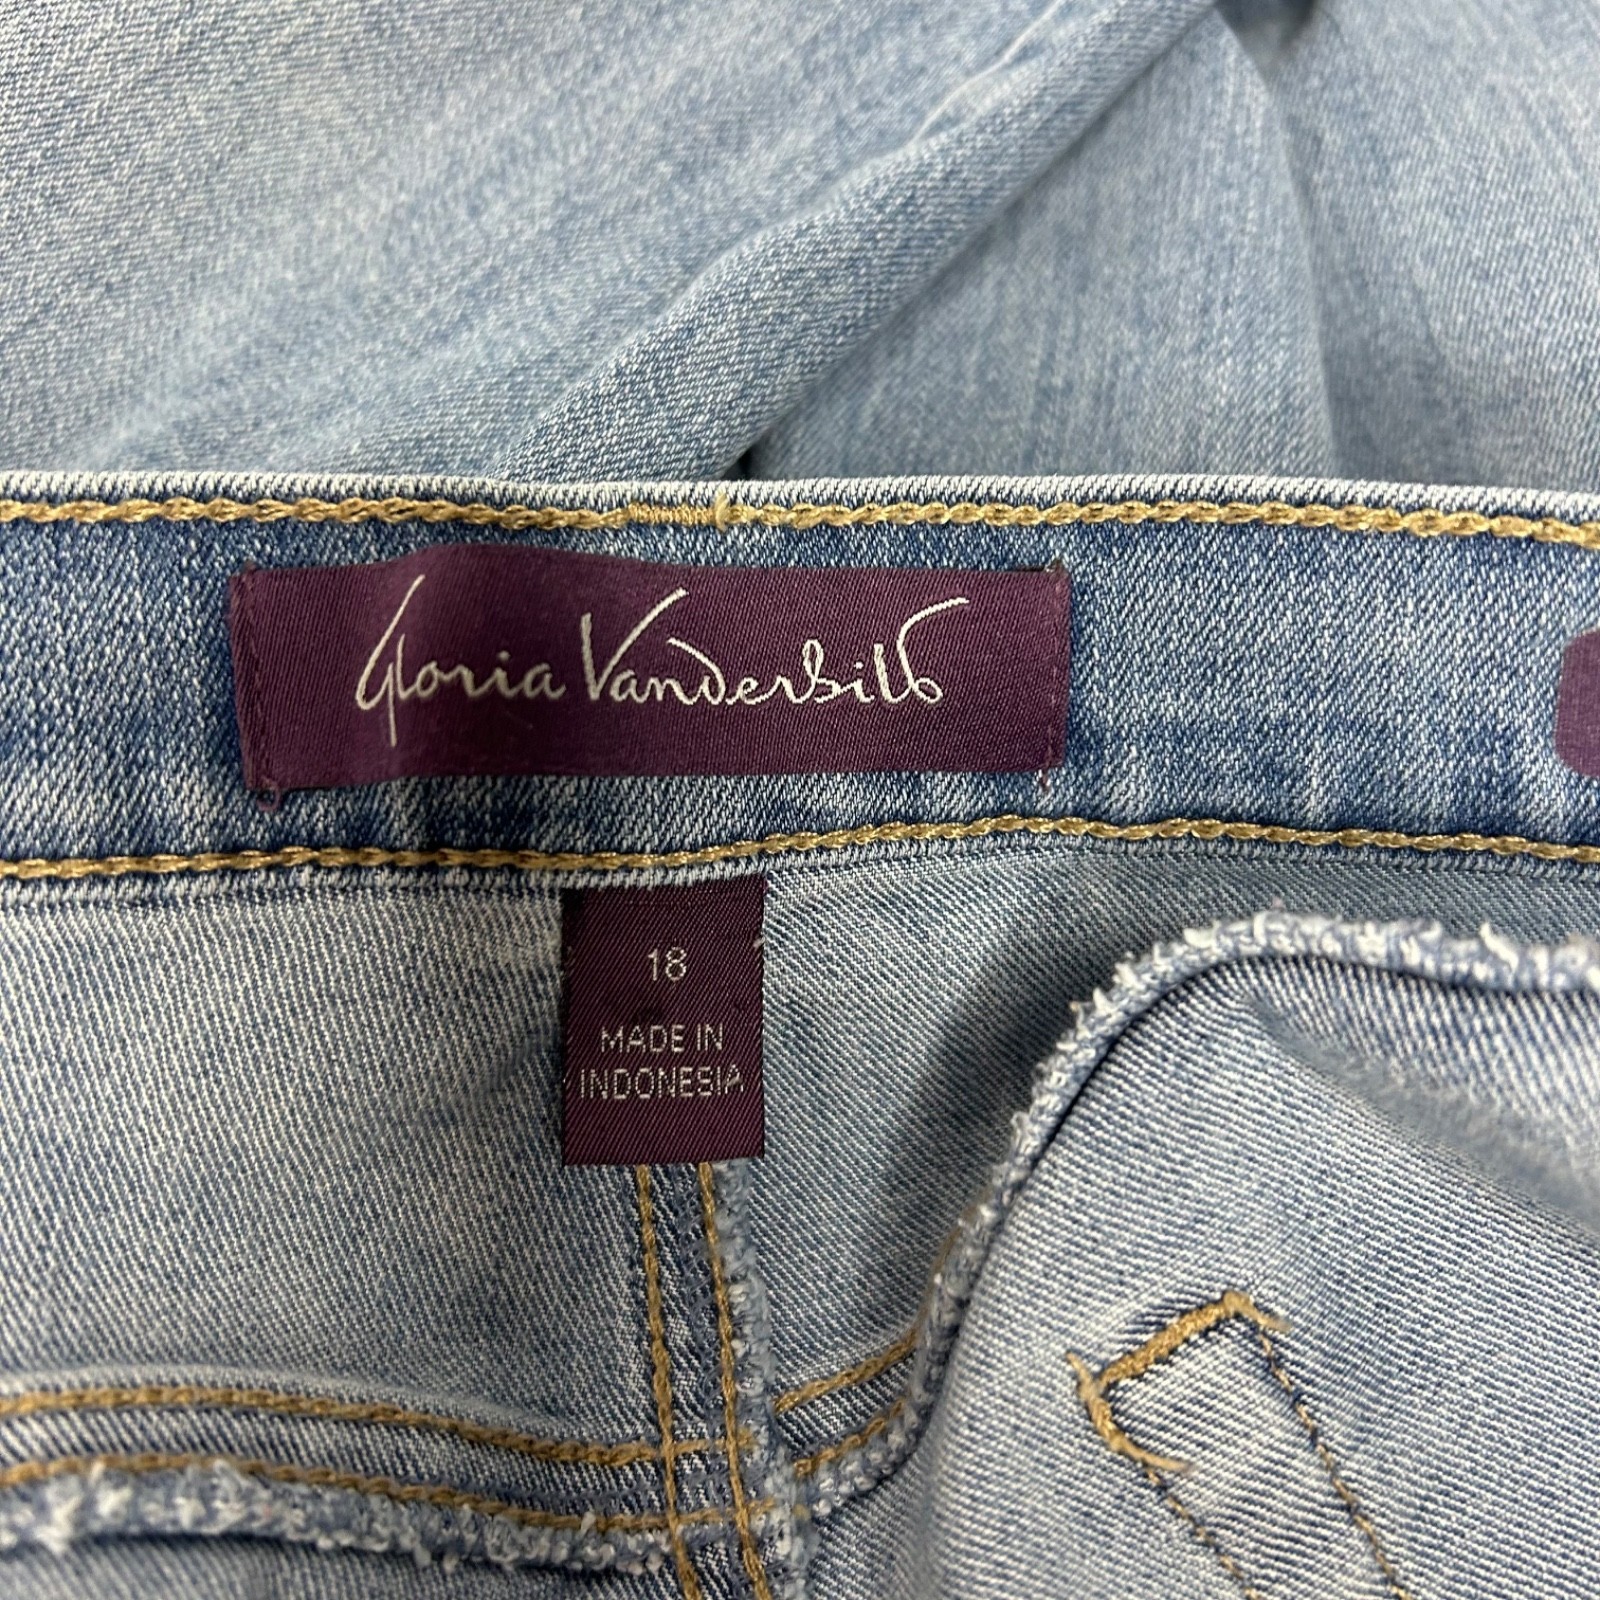 Gloria Vanderbilt
18
MADE IN
INDONESIA